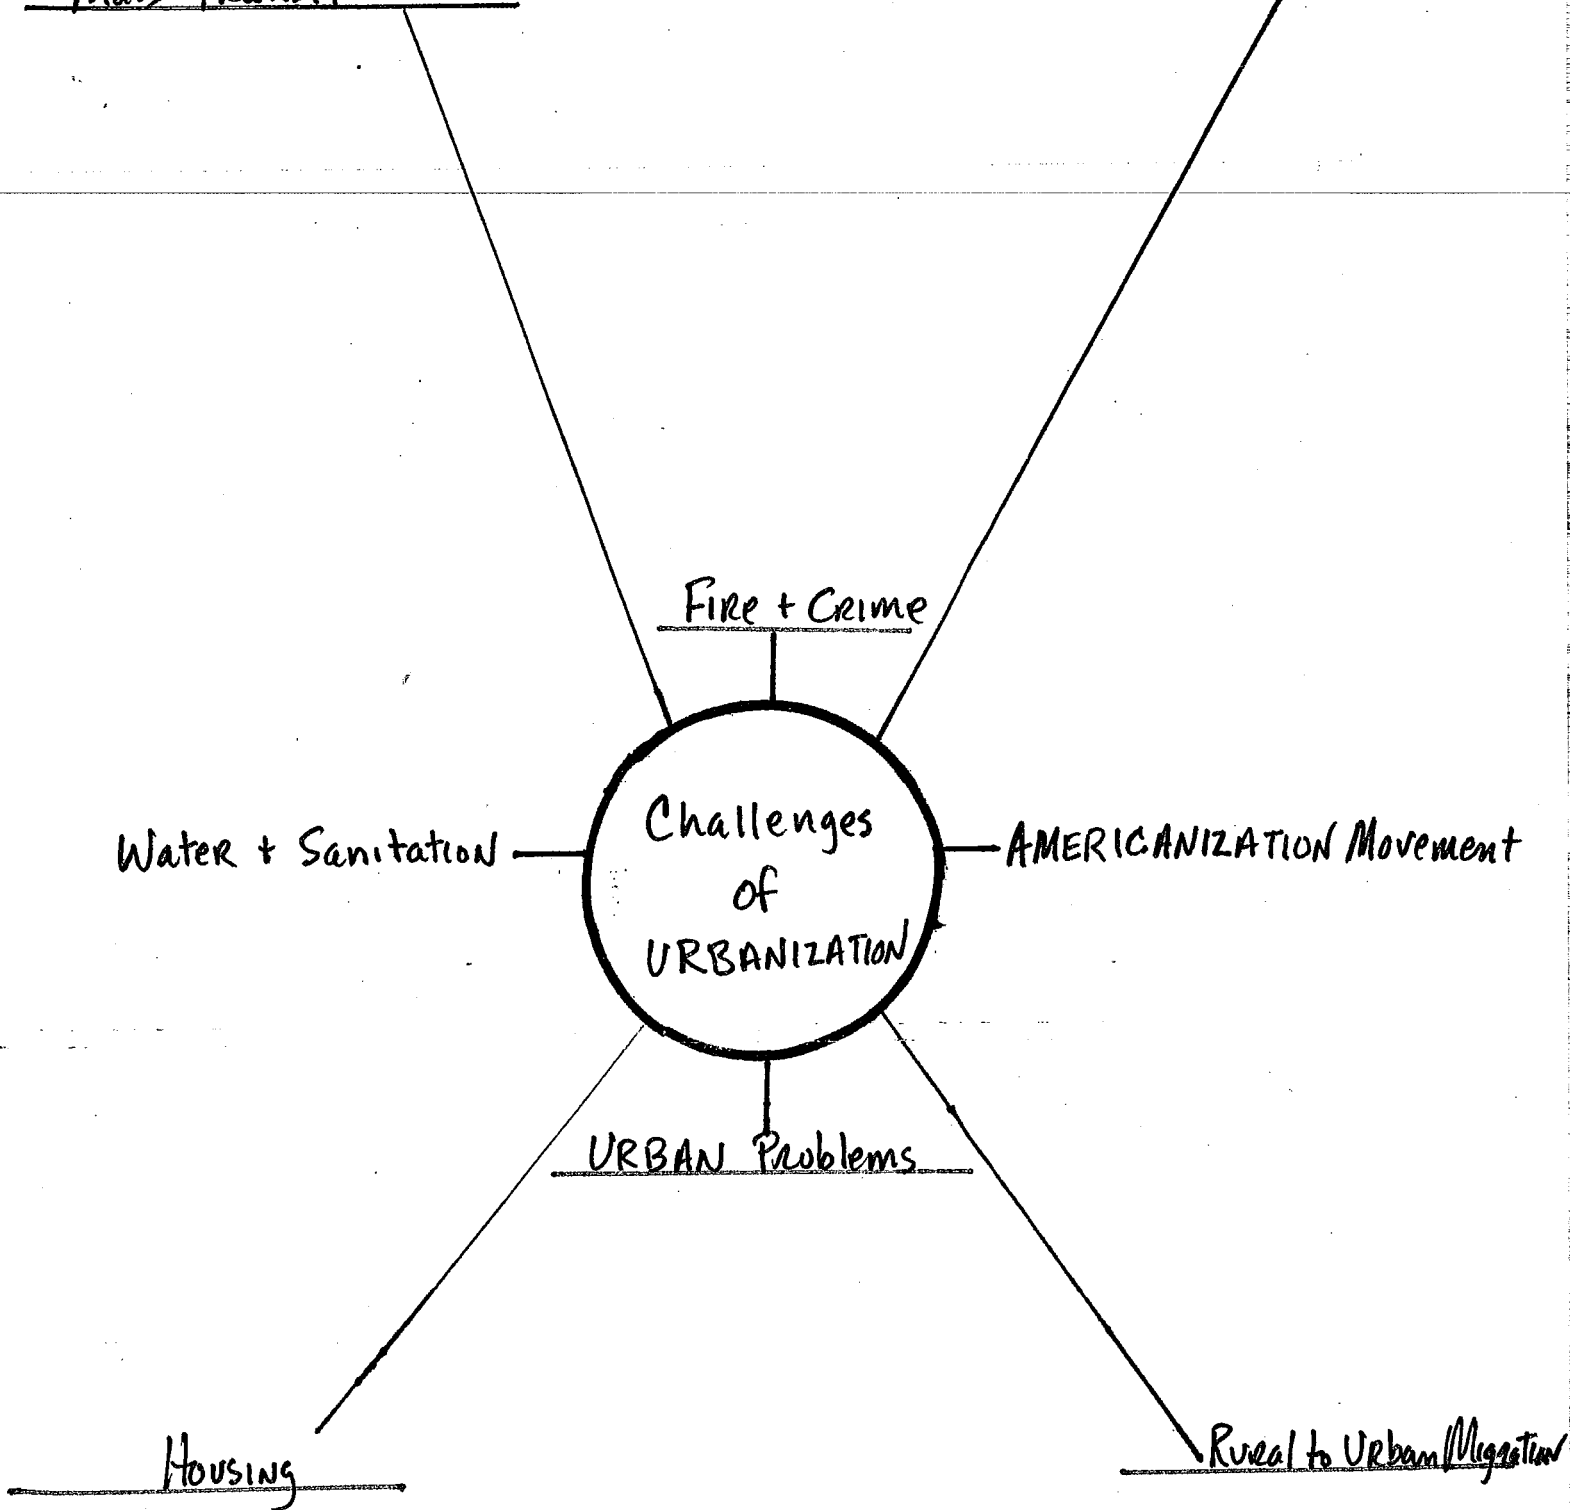 Fire + Crime
Challenges
of
URBANIZATION
Water + Sanitation
AMERICANIZATION Movement
URBAN Problems
Housing
Rural to Urban Migration